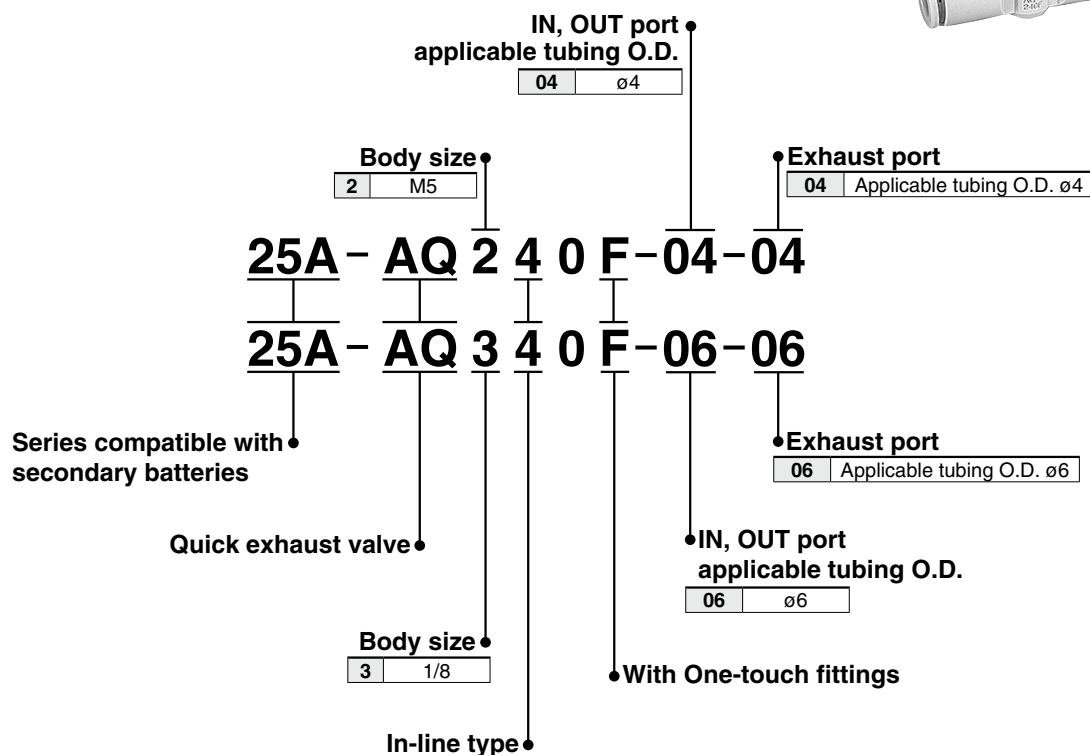 IN, OUT port
applicable tubing O.D.
04 ø4
Body size
2 M5
Exhaust port
04 Applicable tubing O.D. ø4
25A - AQ 2 4 0 F - 04 - 04
25A - AQ 3 4 0 F - 06 - 06
Series compatible with
secondary batteries
Exhaust port
06 Applicable tubing O.D. ø6
Quick exhaust valve
IN, OUT port
applicable tubing O.D.
06 ø6
Body size
3 1/8
With One-touch fittings
In-line type